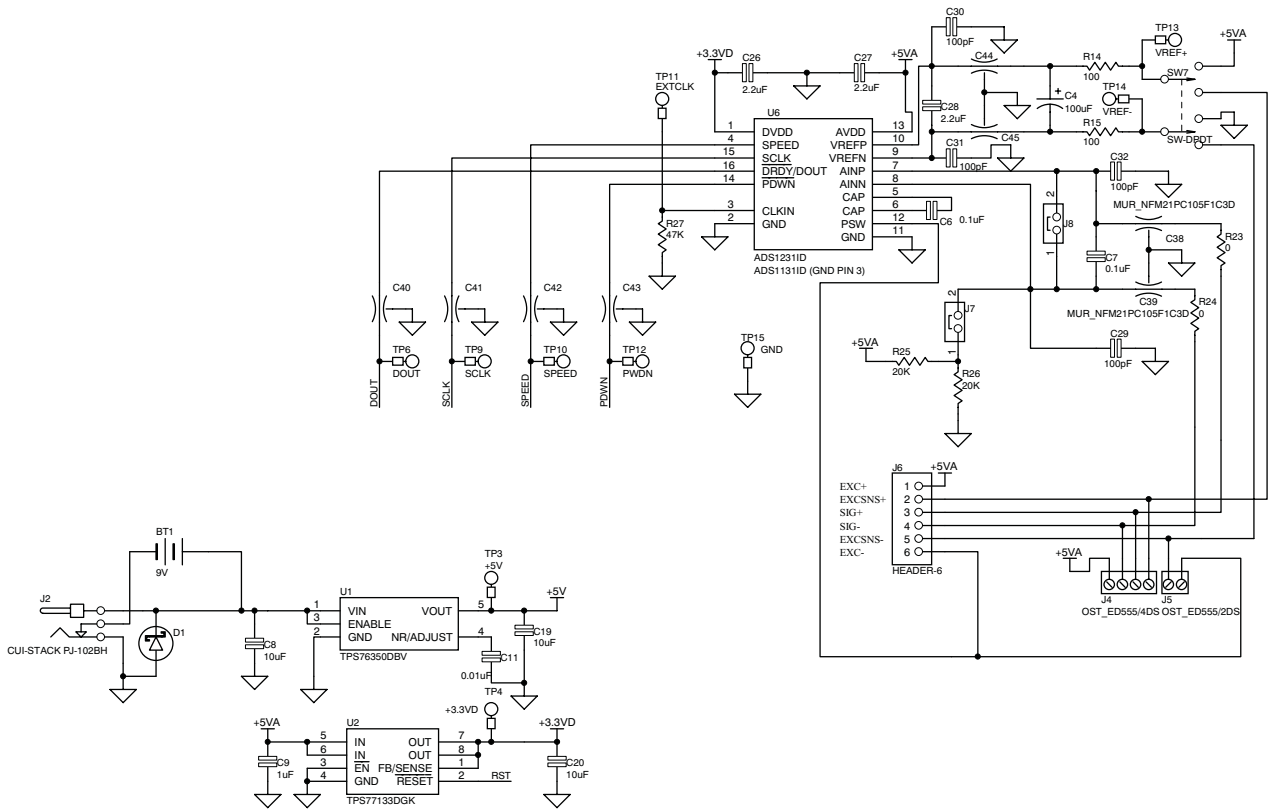 C30
100pF
TP13
VREF+
+5VA
+3.3VD
C26
2.2uF
C27
2.2uF
+5VA
C44
R14
100
SW7
TP11
EXTCLK
C28
2.2uF
C4
+
100uF
TP14
VREF-
R15
100
SW-DPDT
C45
C31
100pF
U6
1 DVDD AVDD 13
4 SPEED VREFP 10
15 SCLK VREFN 9
16 DRDY/DOUT AINP 7
14 PDWN AINN 8
CAP 5
3 CLKIN CAP 6
2 GND PSW 12
GND 11
ADS1231ID
ADS1131ID (GND PIN 3)
C6
0.1uF
R27
47K
C32
100pF
MUR_NFM21PC105F1C3D
2
J8
1
C38
C7
0.1uF
R23
0
C39
MUR_NFM21PC105F1C3D
R24
0
C29
100pF
2
J7
1
+5VA
R25
20K
R26
20K
C40
C41
C42
C43
TP6
DOUT
TP9
SCLK
TP10
SPEED
TP12
PWDN
TP15
GND
DOUT
SCLK
SPEED
PDWN
J6
+5VA
EXC+ 1
EXCSNS+ 2
SIG+ 3
SIG- 4
EXCSNS- 5
EXC- 6
HEADER-6
+5VA
J4
OST_ED555/4DS
J5
OST_ED555/2DS
BT1
9V
J2
CUI-STACK PJ-102BH
D1
C8
10uF
U1
1 VIN VOUT 5
3 ENABLE
2 GND NR/ADJUST 4
TPS76350DBV
TP3
+5V
+5V
C19
10uF
C11
0.01uF
TP4
+3.3VD
+3.3VD
+5VA
C9
1uF
U2
5 IN OUT 7
6 IN OUT 8
3 EN FB/SENSE 1
4 GND RESET 2
RST
TPS77133DGK
C20
10uF